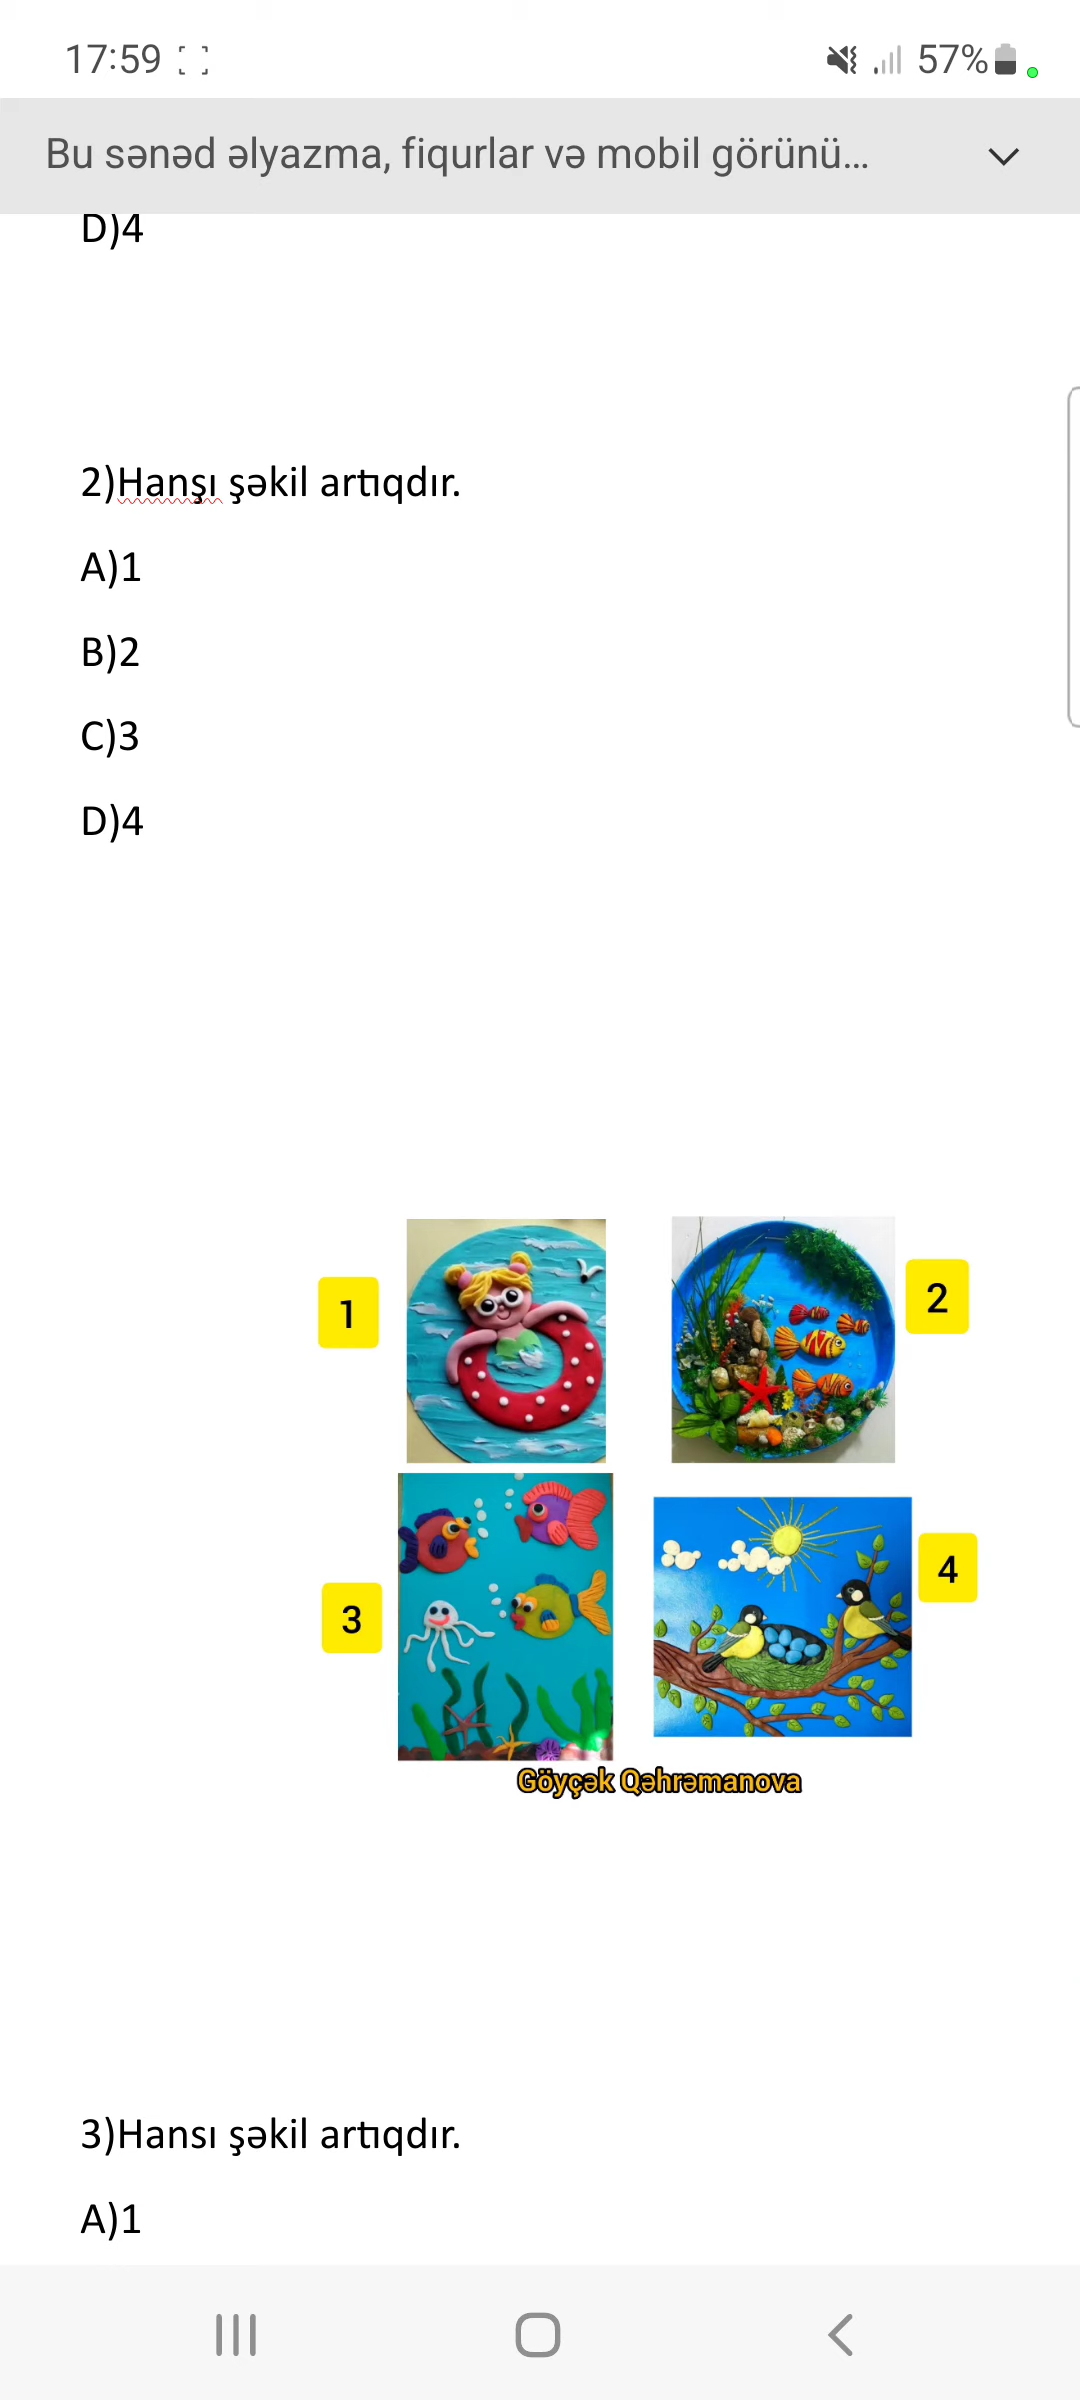 17:59
57%
Bu sənəd əlyazma, fiqurlar və mobil görünü...
D)4
2)Hanşı şəkil artıqdır.
A)1
B)2
C)3
D)4
1
2
3
4
Göyçək Qəhrəmanova
3)Hansı şəkil artıqdır.
A)1